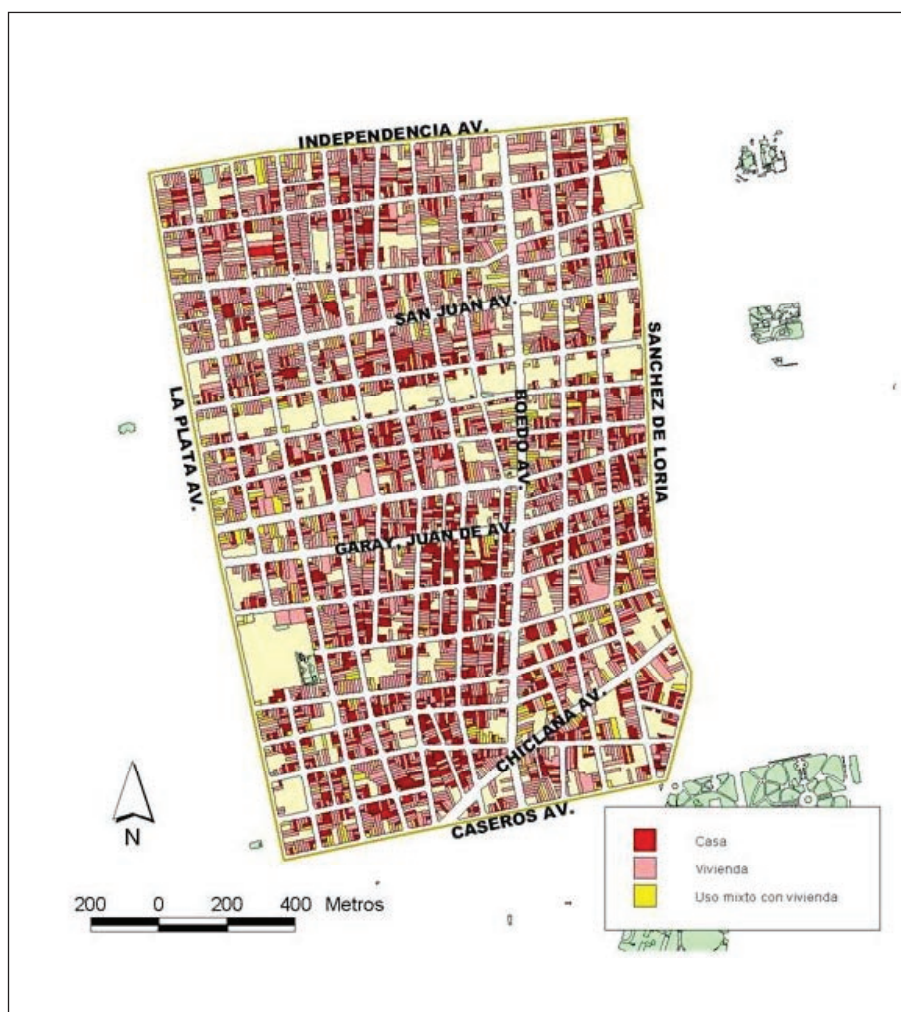 INDEPENDENCIA AV.
SAN JUAN AV.
SANCHEZ DE LORIA
LA PLATA AV.
BOEDO AV.
GARAY, JUAN DE AV.
CHICLANA AV.
CASEROS AV.
N
200 0 200 400 Metros
Casa
Vivienda
Uso mixto con vivienda